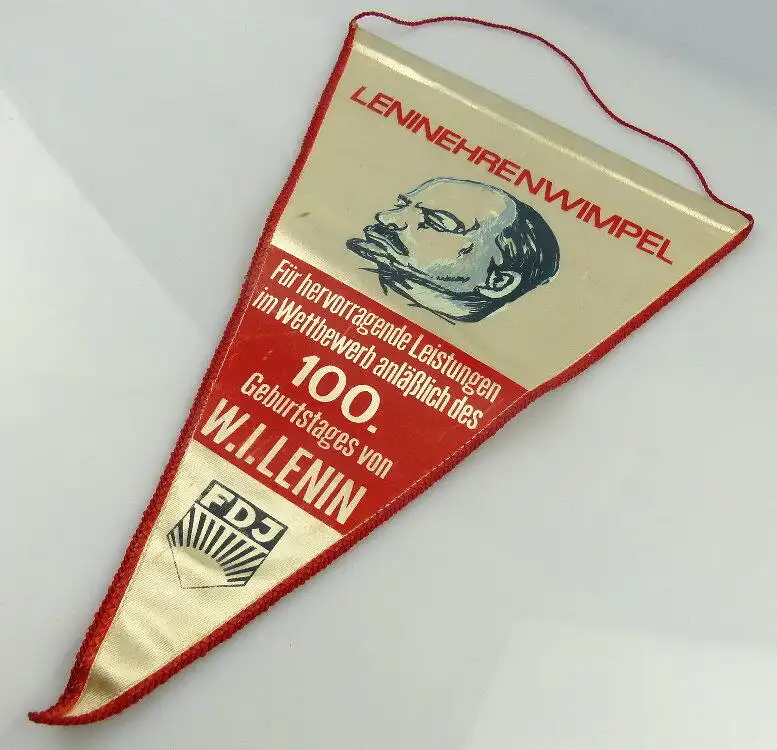 LENINEHRENWIMPEL
Für hervorragende Leistungen
im Wettbewerb anläßlich des
100.
Geburtstages von
W.I.LENIN
FDJ